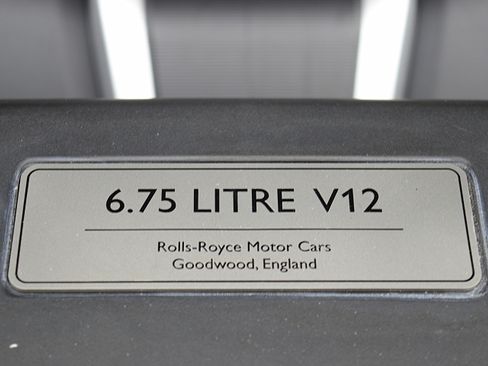 6.75 LITRE V12
Rolls-Royce Motor Cars
Goodwood, England